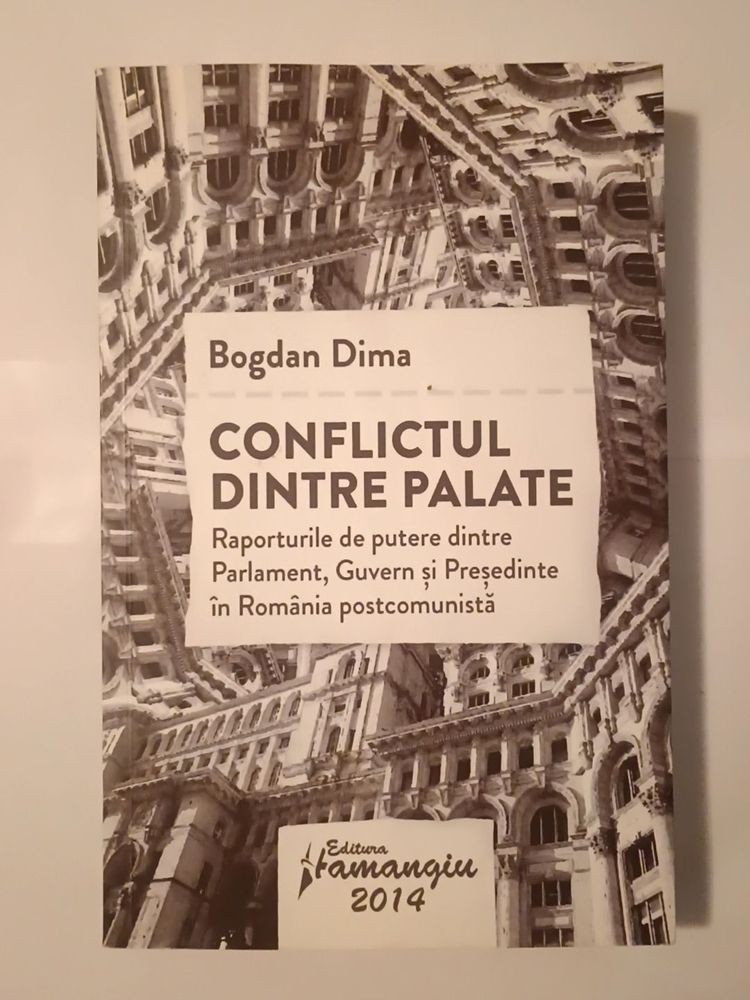 Bogdan Dima
CONFLICTUL
DINTRE PALATE
Raporturile de putere dintre
Parlament, Guvern și Președinte
în România postcomunistă
Editura
Hamangiu
2014